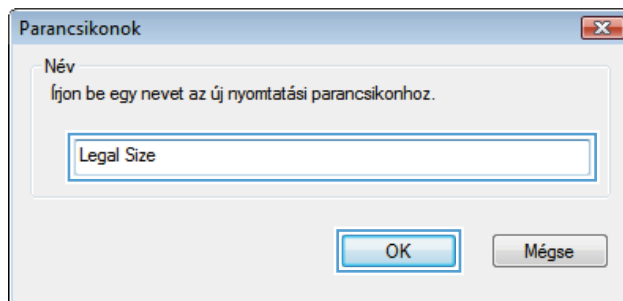 Parancsikonok
Név
Írjon be egy nevet az új nyomtatási parancsikonhoz.
Legal Size
OK
Mégse